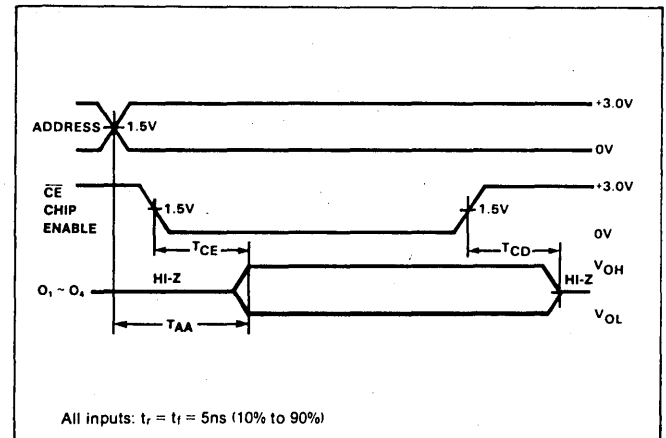 +3.0V
ADDRESS 1.5V
0V
CE +3.0V
CHIP 1.5V 1.5V
ENABLE 0V
TCE TCD
HI-Z HI-Z VOH
O1 ~ O4
VOL
TAA
All inputs: tr = tf = 5ns (10% to 90%)